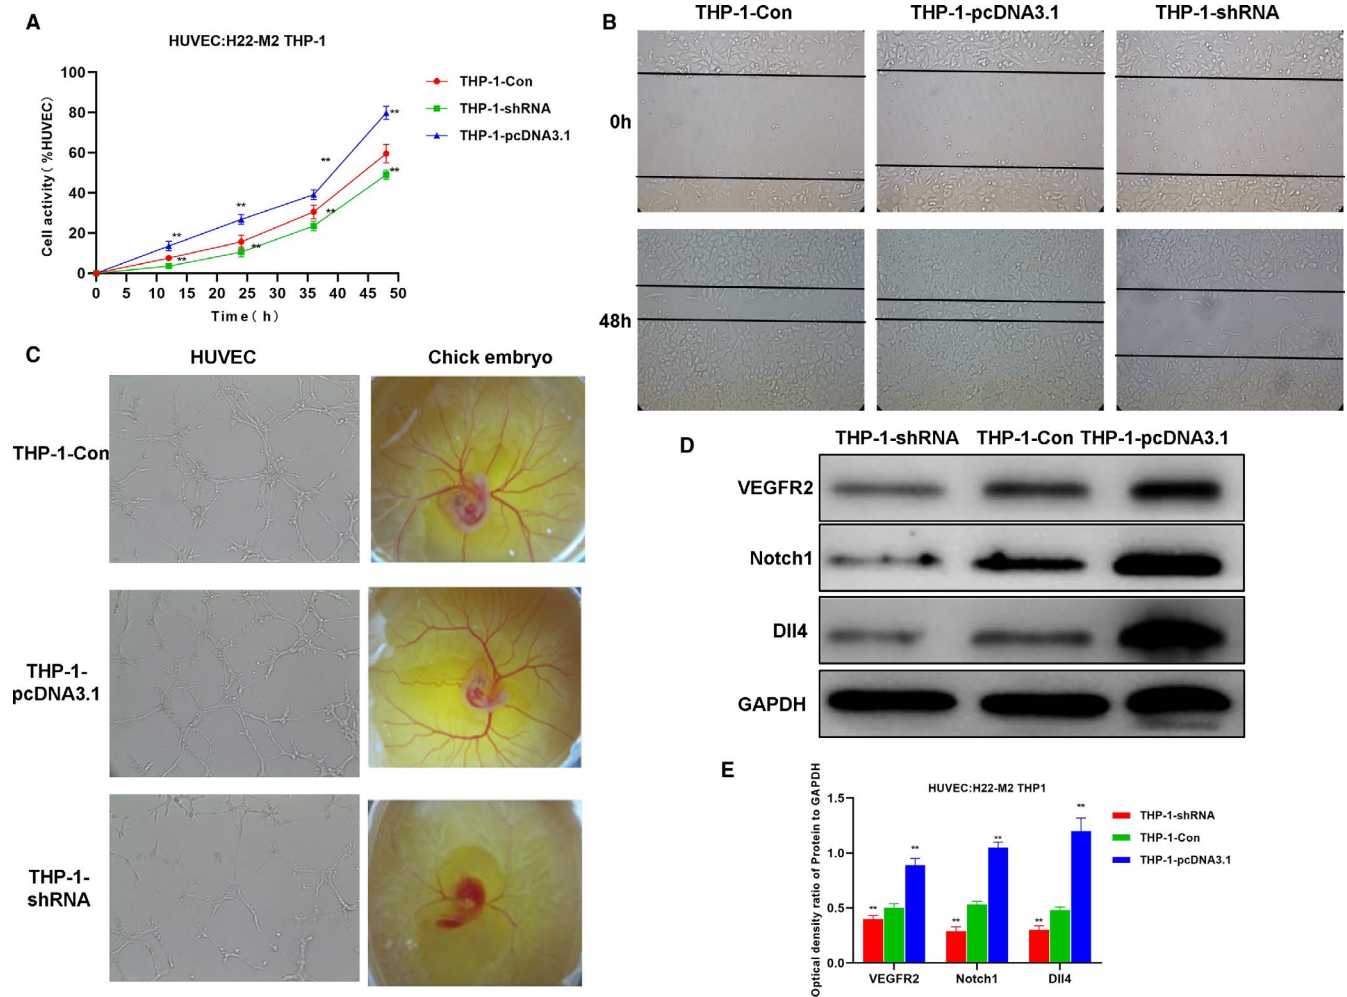 A
HUVEC:H22-M2 THP-1
Cell activity ( %HUVEC)
100
80
60
40
20
0
0 5 10 15 20 25 30 35 40 45 50
Time( h)
THP-1-Con
THP-1-shRNA
THP-1-pcDNA3.1
**
**
**
**
**
**
**
**
B
THP-1-Con THP-1-pcDNA3.1 THP-1-shRNA
0h
48h
C
HUVEC Chick embryo
THP-1-Con
THP-1-
pcDNA3.1
THP-1-
shRNA
D
THP-1-shRNA THP-1-Con THP-1-pcDNA3.1
VEGFR2
Notch1
Dll4
GAPDH
E
HUVEC:H22-M2 THP1
Optical density ratio of Protein to GAPDH
1.5
1.0
0.5
0.0
** ** ** ** ** **
VEGFR2 Notch1 Dll4
THP-1-shRNA
THP-1-Con
THP-1-pcDNA3.1